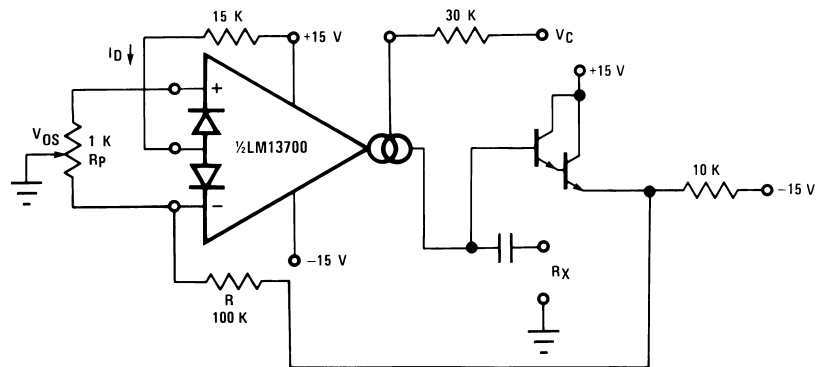 15 K
+15 V
30 K
VC
ID
+15 V
+
VOS
1 K
RP
½LM13700
10 K
−15 V
−
−15 V
RX
R
100 K